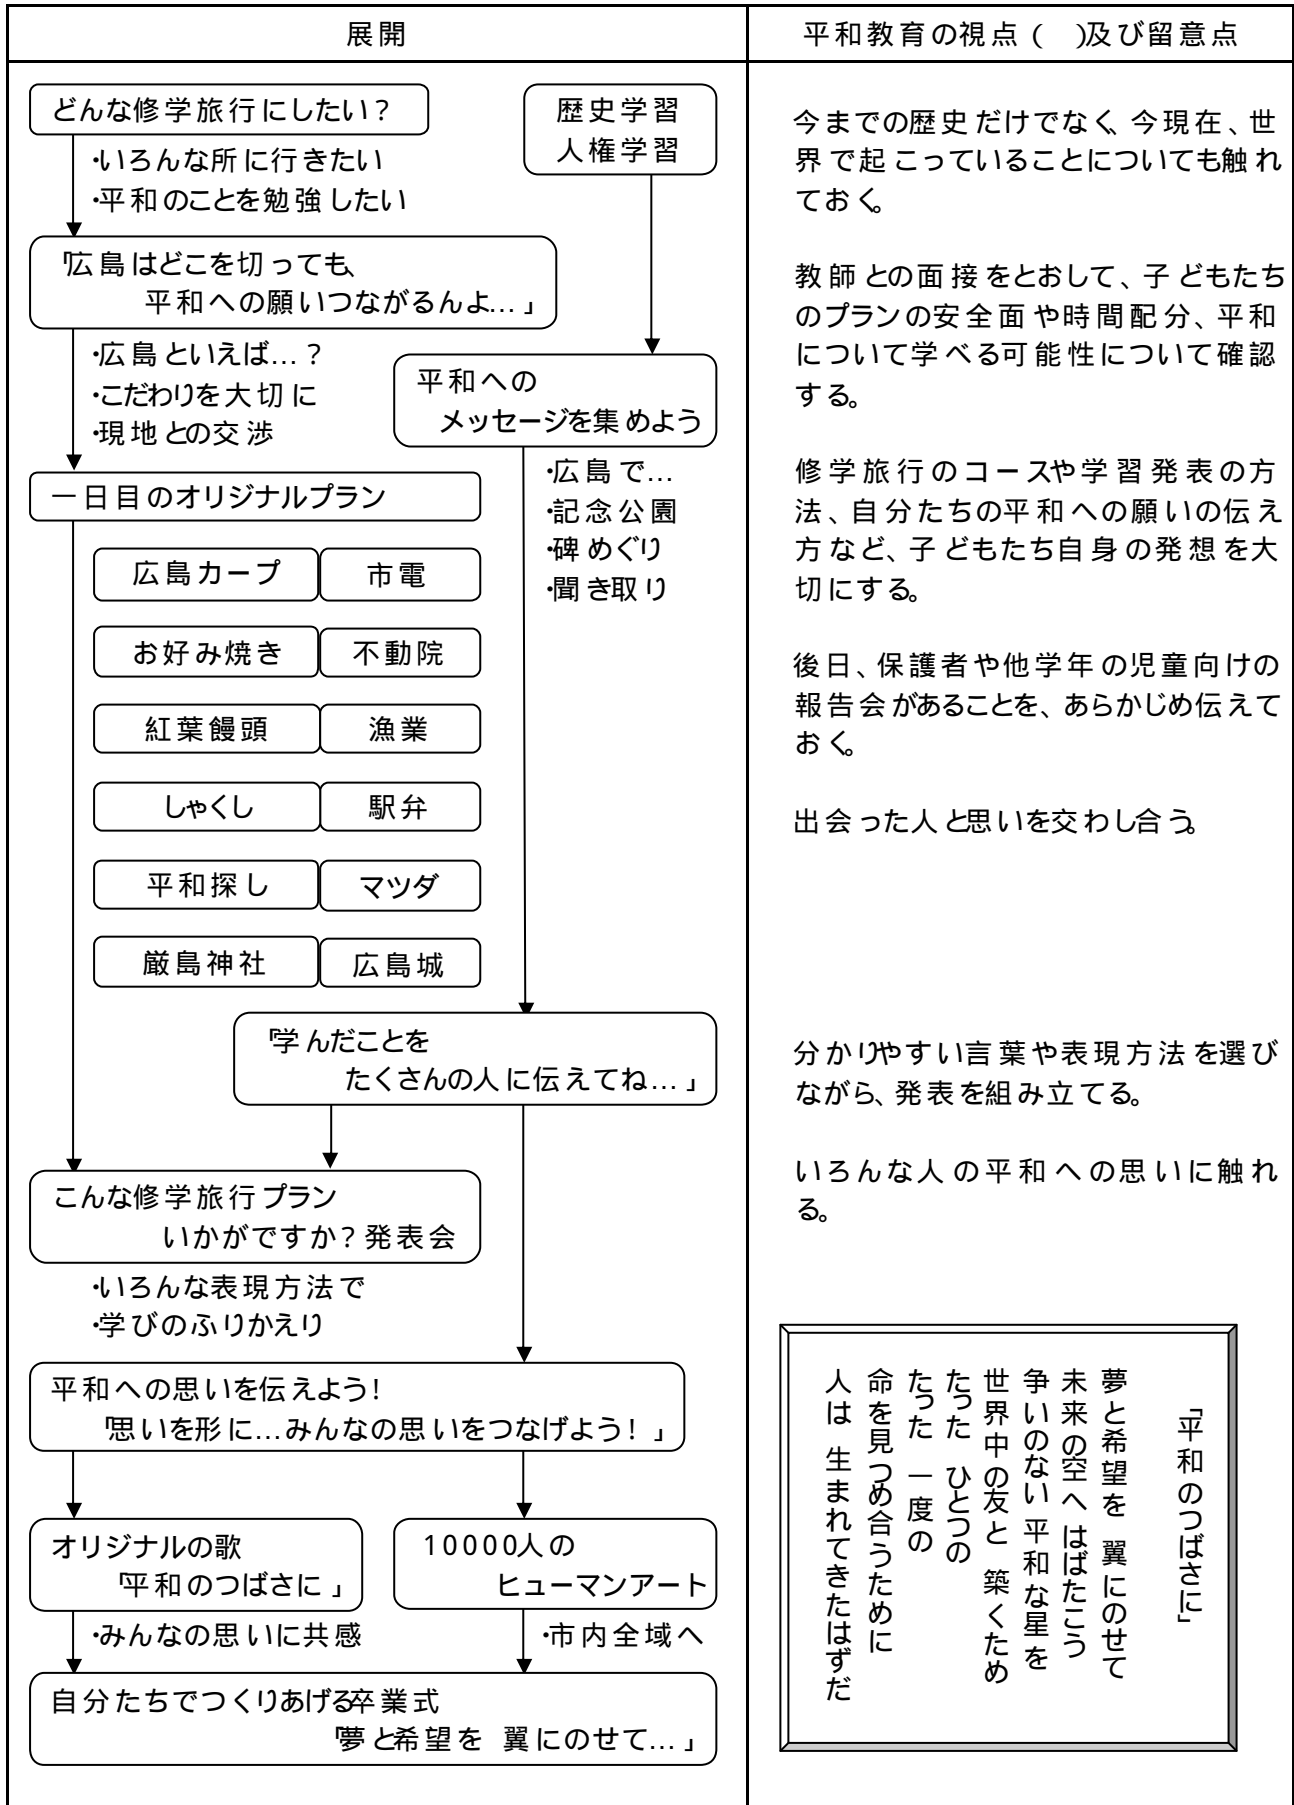 展開
どんな修学旅行にしたい？
・いろんな所に行きたい
・平和のことを勉強したい
歴史学習
人権学習
「広島はどこを切っても、
平和への願いつながるんよ…」
・広島といえば…？
・こだわりを大切に
・現地との交渉
平和への
メッセージを集めよう
・広島で…
・記念公園
・碑めぐり
・聞き取り
一日目のオリジナルプラン
広島カープ
市電
お好み焼き
不動院
紅葉饅頭
漁業
しゃくし
駅弁
平和探し
マツダ
厳島神社
広島城
「学んだことを
たくさんの人に伝えてね…」
こんな修学旅行プラン
いかがですか？発表会
・いろんな表現方法で
・学びのふりかえり
平和への思いを伝えよう！
「思いを形に…みんなの思いをつなげよう！」
オリジナルの歌
「平和のつばさに」
10000人の
ヒューマンアート
・みんなの思いに共感
・市内全域へ
自分たちでつくりあげる卒業式
「夢と希望を 翼にのせて…」
平和教育の視点（ ）及び留意点
今までの歴史だけでなく、今現在、世
界で起こっていることについても触れ
ておく。
教師との面接をとおして、子どもたち
のプランの安全面や時間配分、平和
について学べる可能性について確認
する。
修学旅行のコースや学習発表の方
法、自分たちの平和への願いの伝え
方など、子どもたち自身の発想を大
切にする。
後日、保護者や他学年の児童向けの
報告会があることを、あらかじめ伝えて
おく。
出会った人と思いを交わし合う。
分かりやすい言葉や表現方法を選び
ながら、発表を組み立てる。
いろんな人の平和への思いに触れ
る。
「平和のつばさに」
夢と希望を 翼にのせて
未来の空へ はばたこう
争いのない 平和な星を
世界中の友と 築くため
たった ひとつの
たった 一度の
命を見つめ合うために
人は 生まれてきたはずだ